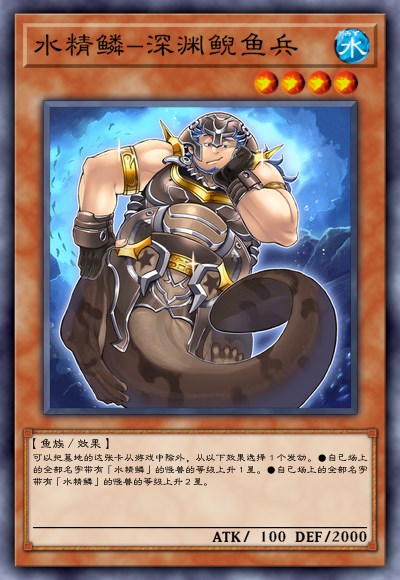 水精鳞-深渊鲵鱼兵
水
【鱼族／效果】
可以把墓地的这张卡从游戏中除外，从以下效果选择1个发动。●自己场上
的全部名字带有「水精鳞」的怪兽的等级上升1星。●自己场上的全部名字
带有「水精鳞」的怪兽的等级上升2星。
ATK/ 100 DEF/2000